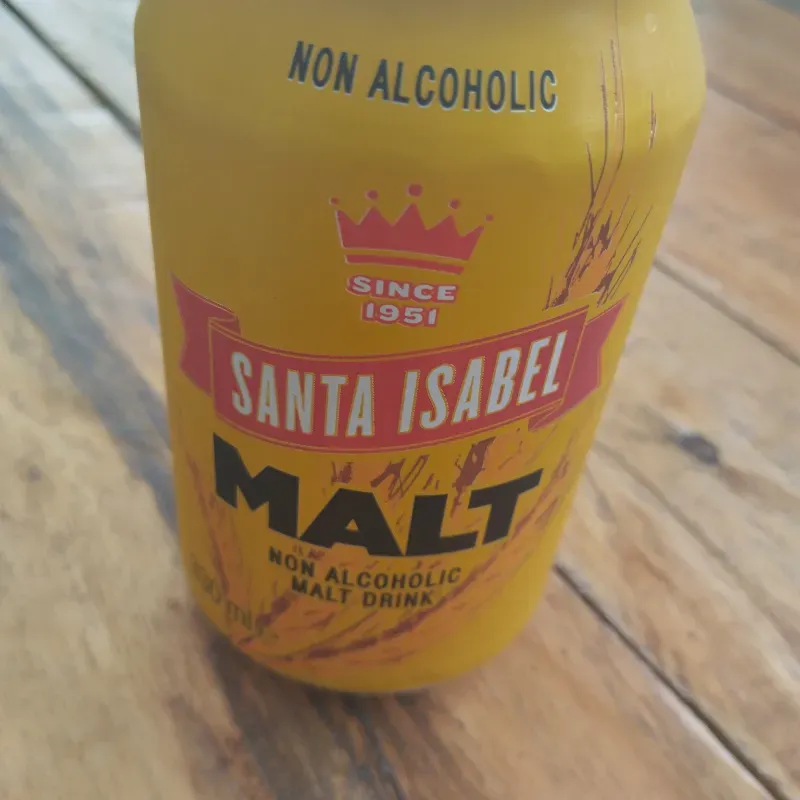 NON ALCOHOLIC
SINCE
1951
SANTA ISABEL
MALT
NON ALCOHOLIC
MALT DRINK